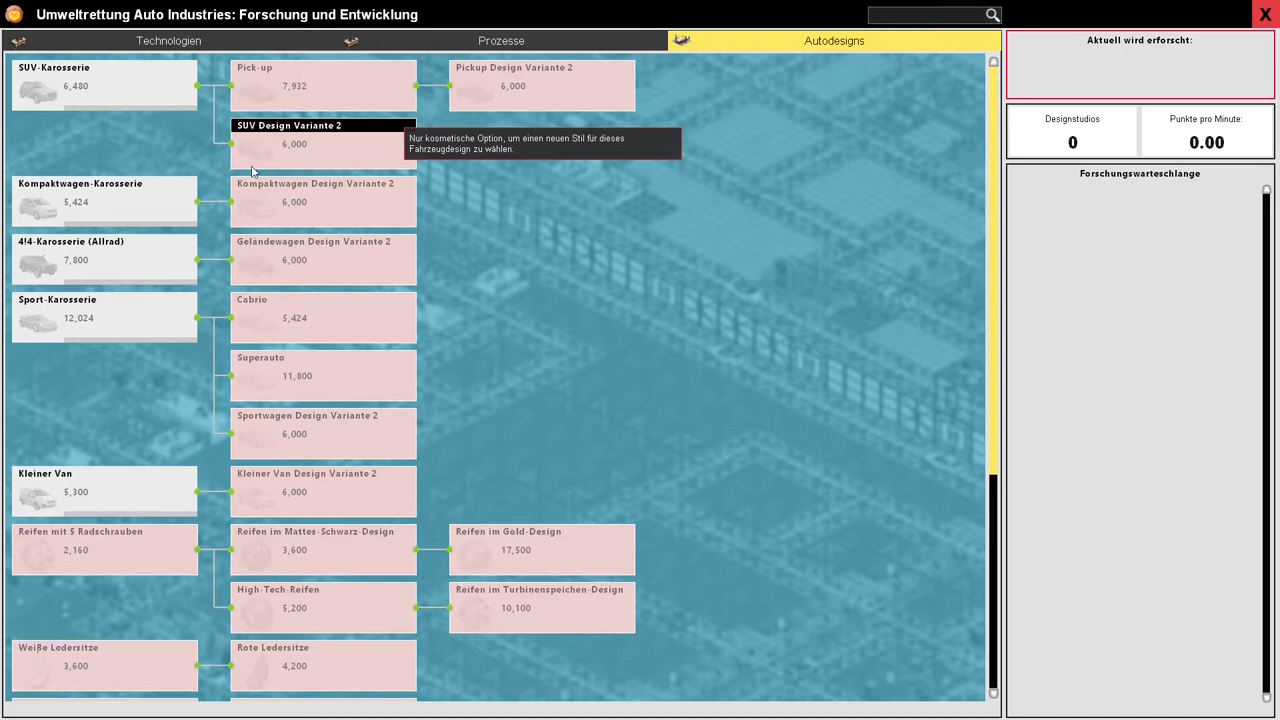 Umweltrettung Auto Industries: Forschung und Entwicklung
X
Technologien
Prozesse
Autodesigns
Aktuell wird erforscht:
SUV-Karosserie
6,480
Pick-up
7,932
Pickup Design Variante 2
6,000
SUV Design Variante 2
6,000
Nur kosmetische Option, um einen neuen Stil für dieses
Fahrzeugdesign zu wählen.
Designstudios
0
Punkte pro Minute:
0.00
Forschungswarteschlange
Kompaktwagen-Karosserie
5,424
Kompaktwagen Design Variante 2
6,000
4!4-Karosserie (Allrad)
7,800
Geländewagen Design Variante 2
6,000
Sport-Karosserie
12,024
Cabrio
5,424
Superauto
11,800
Sportwagen Design Variante 2
6,000
Kleiner Van
5,300
Kleiner Van Design Variante 2
6,000
Reifen mit 5 Radschrauben
2,160
Reifen im Mattes-Schwarz-Design
3,600
Reifen im Gold-Design
17,500
High-Tech-Reifen
5,200
Reifen im Turbinenspeichen-Design
10,100
Weiße Ledersitze
3,600
Rote Ledersitze
4,200